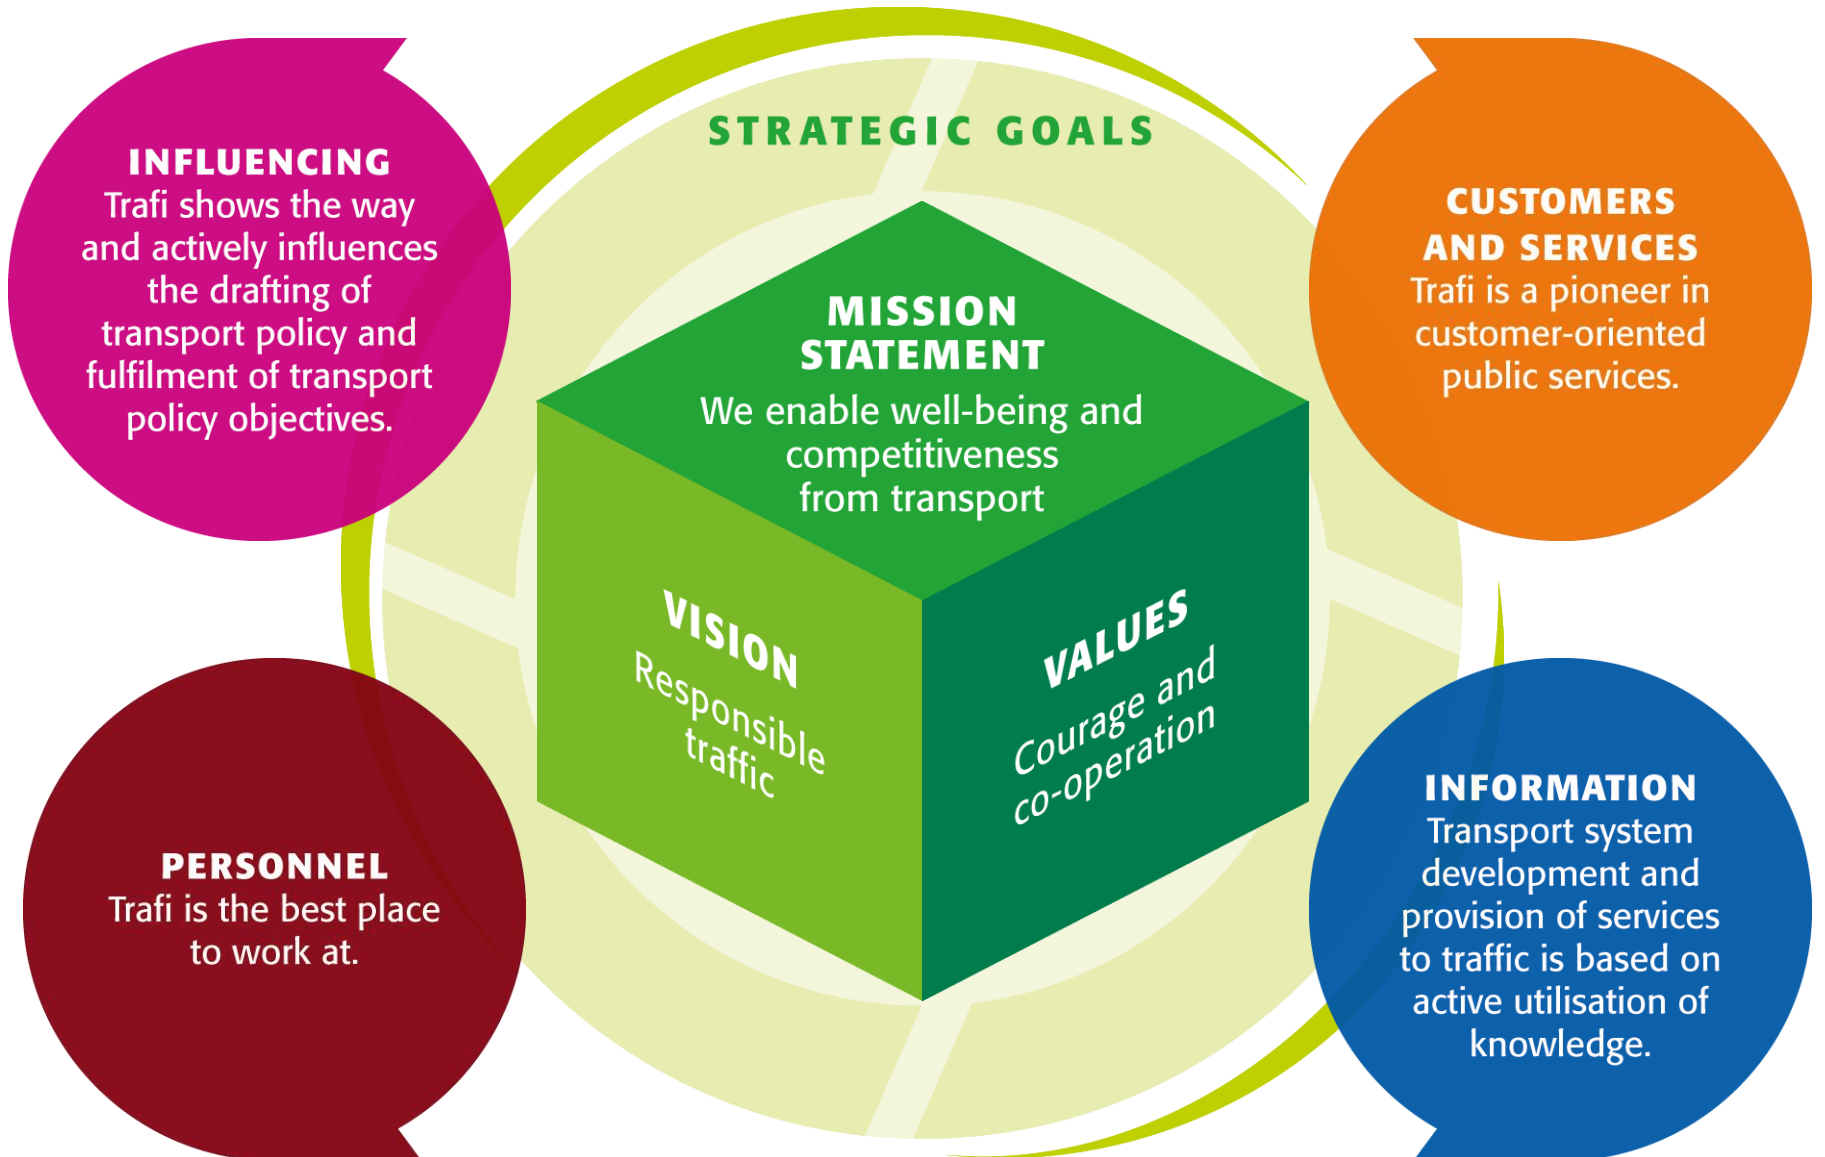 STRATEGIC GOALS
INFLUENCING
Trafi shows the way
and actively influences
the drafting of
transport policy and
fulfilment of transport
policy objectives.
CUSTOMERS
AND SERVICES
Trafi is a pioneer in
customer-oriented
public services.
MISSION
STATEMENT
We enable well-being and
competitiveness
from transport
VISION
Responsible
traffic
VALUES
Courage and
co-operation
PERSONNEL
Trafi is the best place
to work at.
INFORMATION
Transport system
development and
provision of services
to traffic is based on
active utilisation of
knowledge.